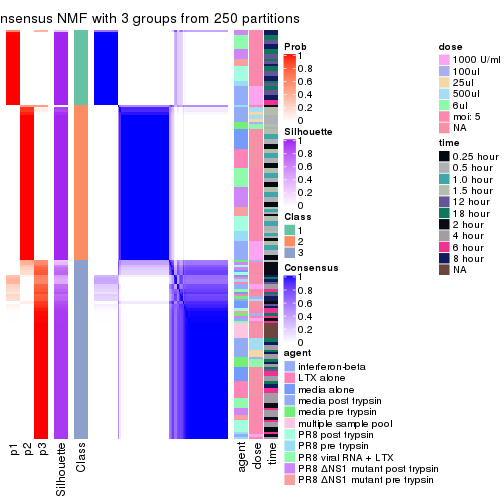 nsensus NMF with 3 groups from 250 partitions
Prob
1
0.8
0.6
0.4
0.2
0
Silhouette
1
0.8
0.6
0.4
0.2
0
Class
1
2
3
Consensus
1
0.8
0.6
0.4
0.2
0
agent
interferon-beta
LTX alone
media alone
media post trypsin
media pre trypsin
multiple sample pool
PR8 post trypsin
PR8 pre trypsin
PR8 viral RNA + LTX
PR8 ΔNS1 mutant post trypsin
PR8 ΔNS1 mutant pre trypsin
dose
1000 U/ml
100ul
25ul
500ul
6ul
moi: 5
NA
time
0.25 hour
0.5 hour
1.0 hour
1.5 hour
12 hour
18 hour
2 hour
4 hour
6 hour
8 hour
NA
p1
p2
p3
Silhouette
Class
agent
dose
time